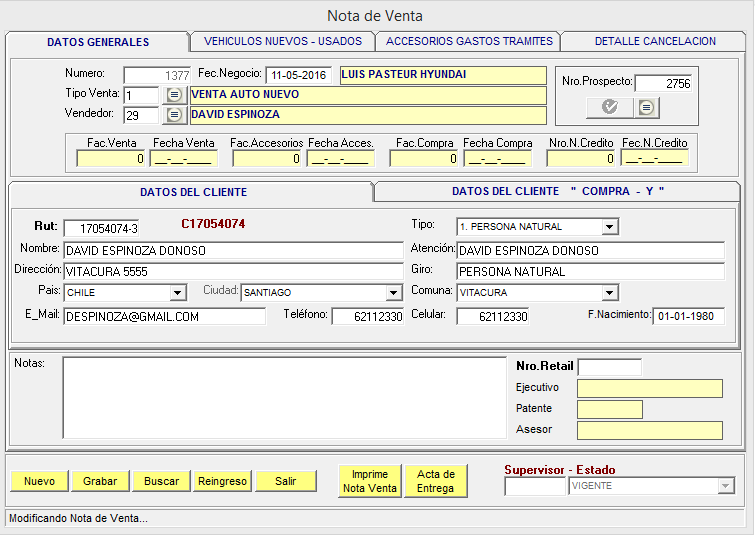 Nota de Venta
DATOS GENERALES VEHICULOS NUEVOS - USADOS ACCESORIOS GASTOS TRAMITES DETALLE CANCELACION
Numero: 1377 Fec.Negocio: 11-05-2016 LUIS PASTEUR HYUNDAI
Nro.Prospecto: 2756
Tipo Venta: 1 VENTA AUTO NUEVO
Vendedor: 29 DAVID ESPINOZA
Fac.Venta Fecha Venta Fac.Accesorios Fecha Acces. Fac.Compra Fecha Compra Nro.N.Credito Fec.N.Credito
0 __-__-____ 0 __-__-____ 0 __-__-____ 0 __-__-____
DATOS DEL CLIENTE DATOS DEL CLIENTE " COMPRA - Y "
Rut: 17054074-3 C17054074 Tipo: 1. PERSONA NATURAL
Nombre: DAVID ESPINOZA DONOSO Atención: DAVID ESPINOZA DONOSO
Dirección: VITACURA 5555 Giro: PERSONA NATURAL
Pais: CHILE Ciudad: SANTIAGO Comuna: VITACURA
E_Mail: DESPINOZA@GMAIL.COM Teléfono: 62112330 Celular: 62112330 F.Nacimiento: 01-01-1980
Notas: Nro.Retail
Ejecutivo
Patente
Asesor
Nuevo Grabar Buscar Reingreso Salir Imprime Nota Venta Acta de Entrega
Supervisor - Estado
VIGENTE
Modificando Nota de Venta...